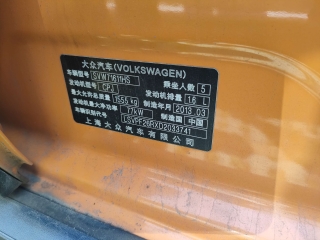 大众汽车(VOLKSWAGEN)
车辆型号 SVW71611HS 乘坐人数 5
发动机型号 CPJ 发动机排量 1.6 L
最大允许总质量 1555 kg 制造年月 2013.03
发动机最大净功率 77kW 制造国 中国
车辆识别代号 LSVPF26RXD2033741
上海大众汽车有限公司